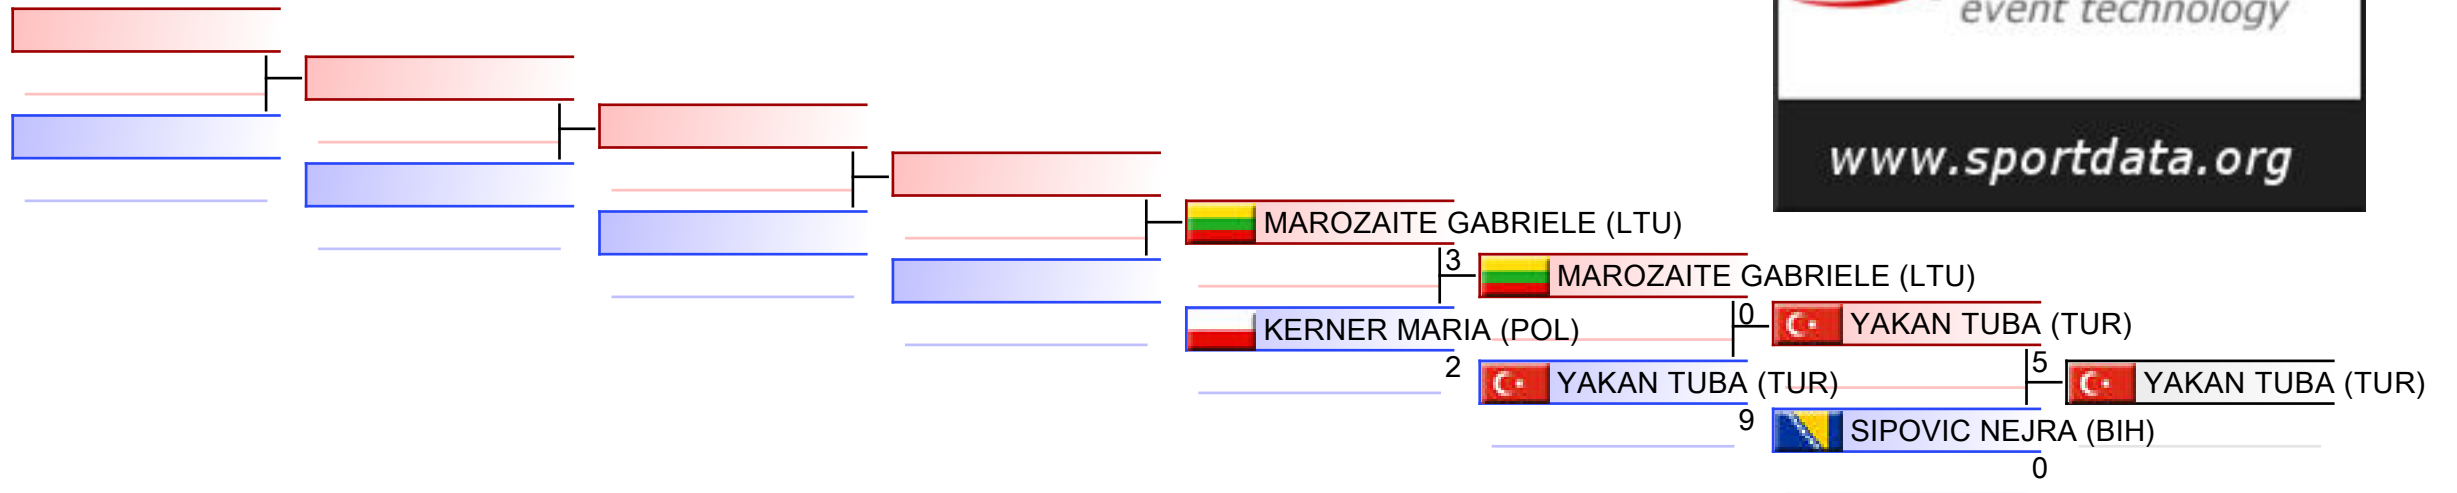 event technology
www.sportdata.org
MAROZAITE GABRIELE (LTU)
3
MAROZAITE GABRIELE (LTU)
0
KERNER MARIA (POL)
2
YAKAN TUBA (TUR)
5
YAKAN TUBA (TUR)
9
YAKAN TUBA (TUR)
SIPOVIC NEJRA (BIH)
0